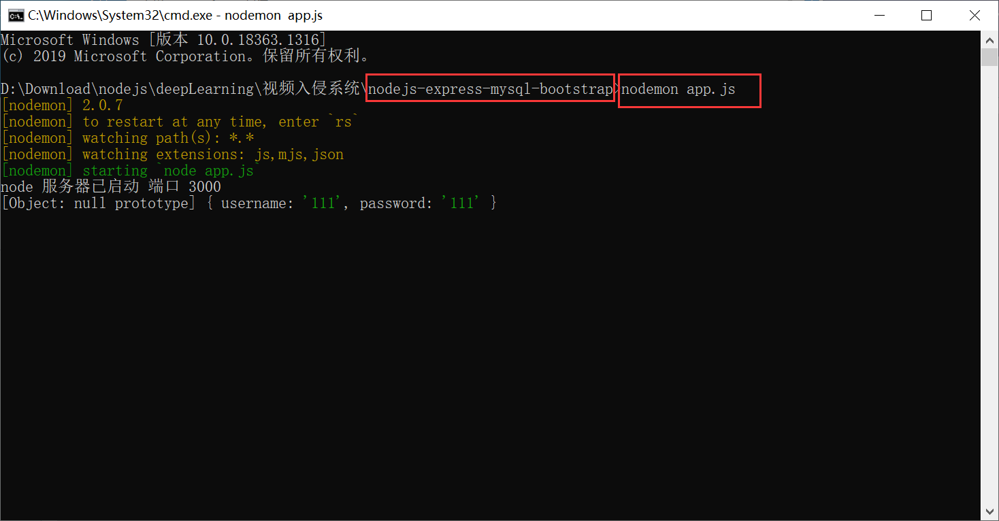 C:\Windows\System32\cmd.exe - nodemon  app.js
Microsoft Windows [版本 10.0.18363.1316]
(c) 2019 Microsoft Corporation。保留所有权利。
D:\Download\nodejs\deepLearning\视频入侵系统\nodejs-express-mysql-bootstrap>nodemon app.js
[nodemon] 2.0.7
[nodemon] to restart at any time, enter `rs`
[nodemon] watching path(s): *.*
[nodemon] watching extensions: js,mjs,json
[nodemon] starting `node app.js`
node 服务器已启动 端口 3000
[Object: null prototype] { username: '111', password: '111' }